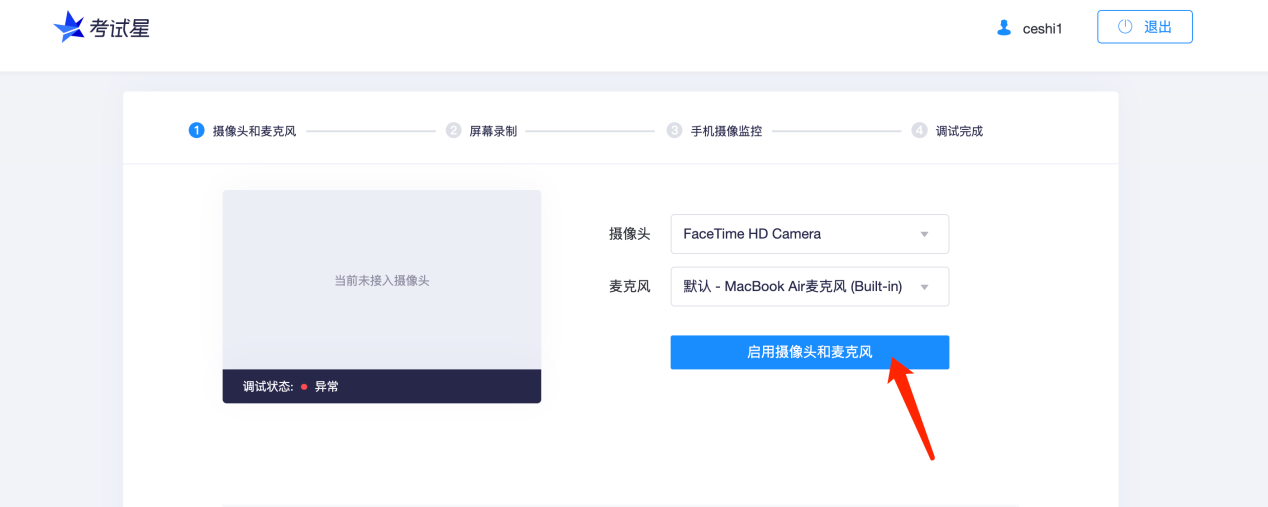 考试星
ceshi1
退出
1 摄像头和麦克风
2 屏幕录制
3 手机摄像监控
4 调试完成
当前未接入摄像头
调试状态: 异常
摄像头 FaceTime HD Camera
麦克风 默认 - MacBook Air麦克风 (Built-in)
启用摄像头和麦克风